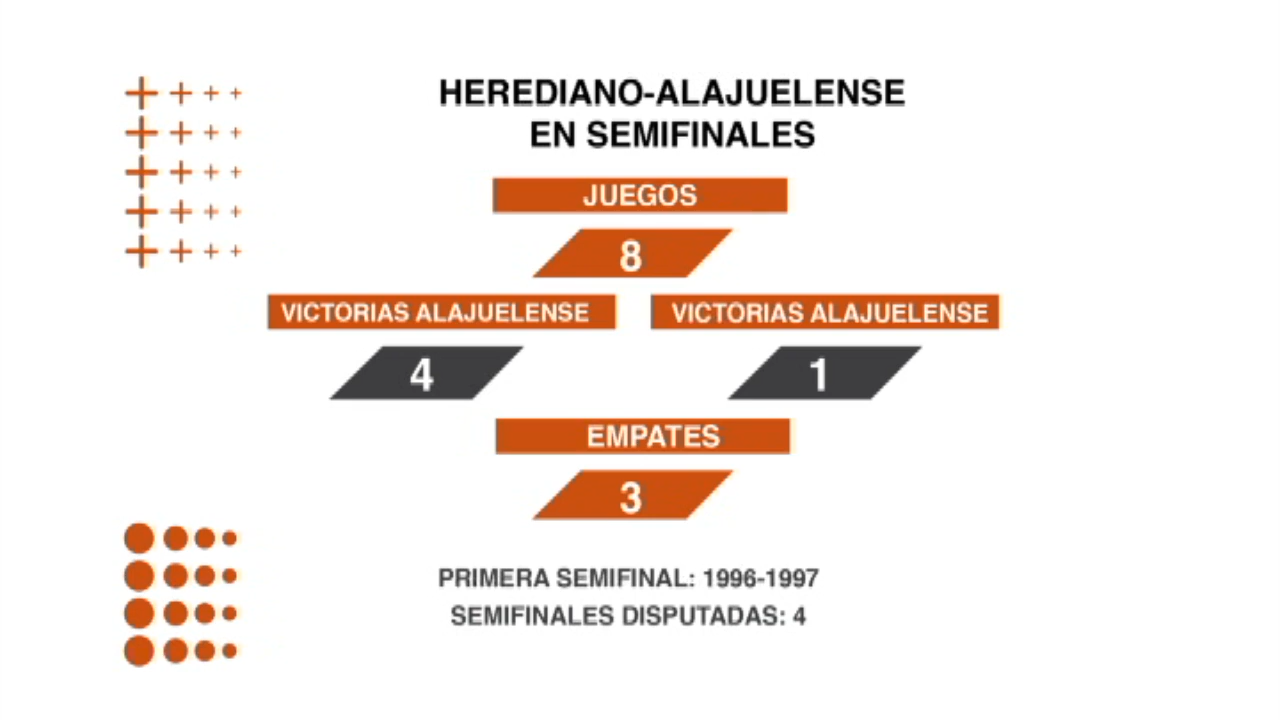 HEREDIANO-ALAJUELENSE
EN SEMIFINALES
JUEGOS
8
VICTORIAS ALAJUELENSE
VICTORIAS ALAJUELENSE
4
1
EMPATES
3
PRIMERA SEMIFINAL: 1996-1997
SEMIFINALES DISPUTADAS: 4